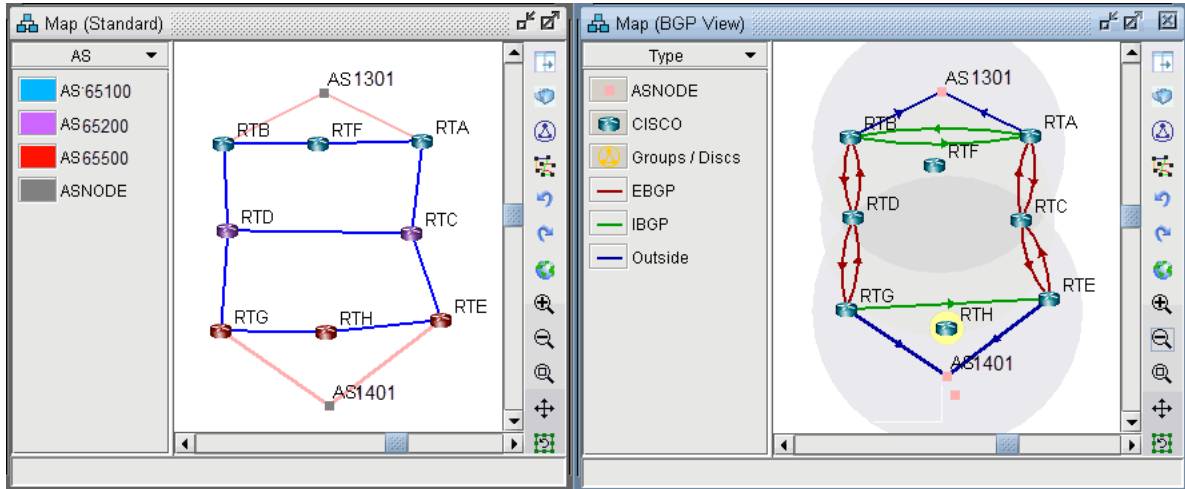 Map (Standard)
AS
AS 65100
AS 65200
AS 65500
ASNODE
AS1301
RTB
RTF
RTA
RTD
RTC
RTE
RTG
RTH
AS1401
Map (BGP View)
Type
ASNODE
CISCO
Groups / Discs
EBGP
IBGP
Outside
AS1301
RTB
RTA
RTF
RTD
RTC
RTE
RTG
RTH
AS1401